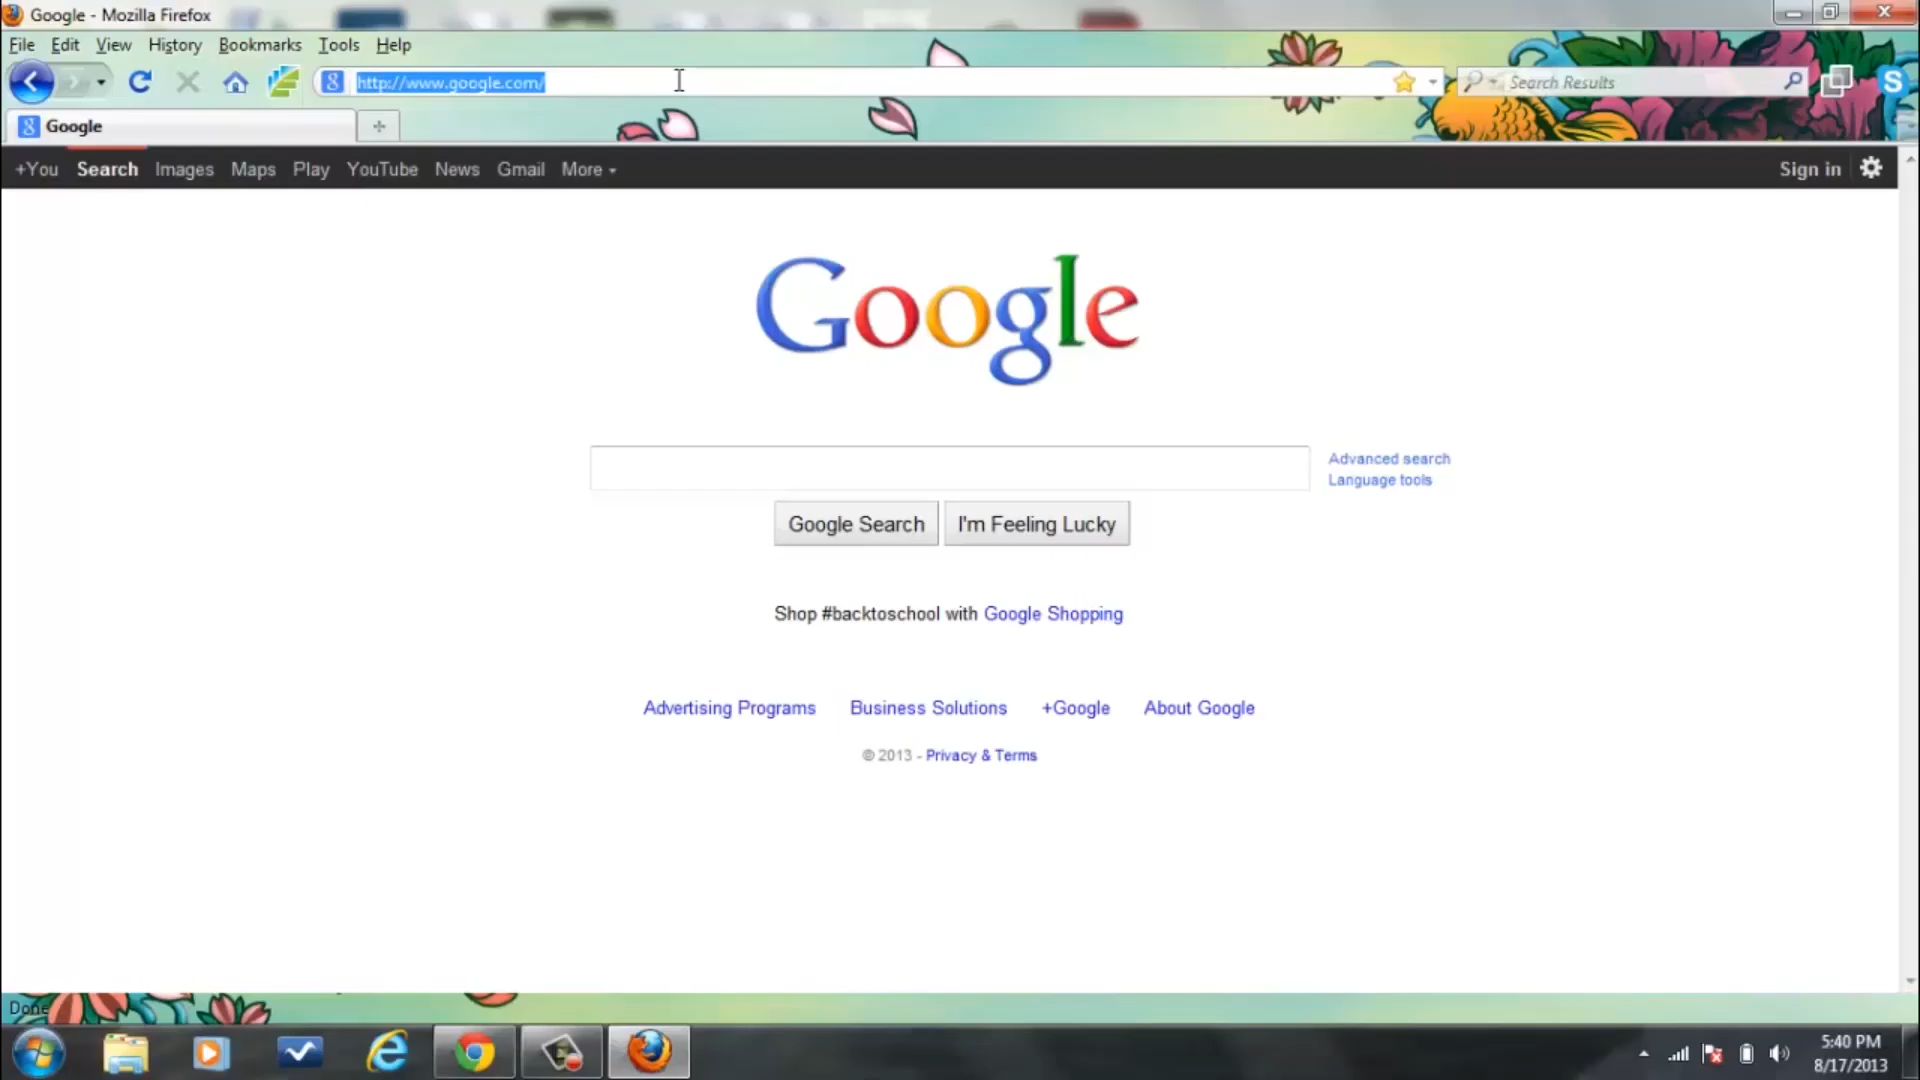 Google - Mozilla Firefox
File Edit View History Bookmarks Tools Help
http://www.google.com/
Search Results
Google
+You Search Images Maps Play YouTube News Gmail More
Sign in
Google
Advanced search
Language tools
Google Search
I'm Feeling Lucky
Shop #backtoschool with Google Shopping
Advertising Programs Business Solutions +Google About Google
© 2013 - Privacy & Terms
Done
5:40 PM
8/17/2013